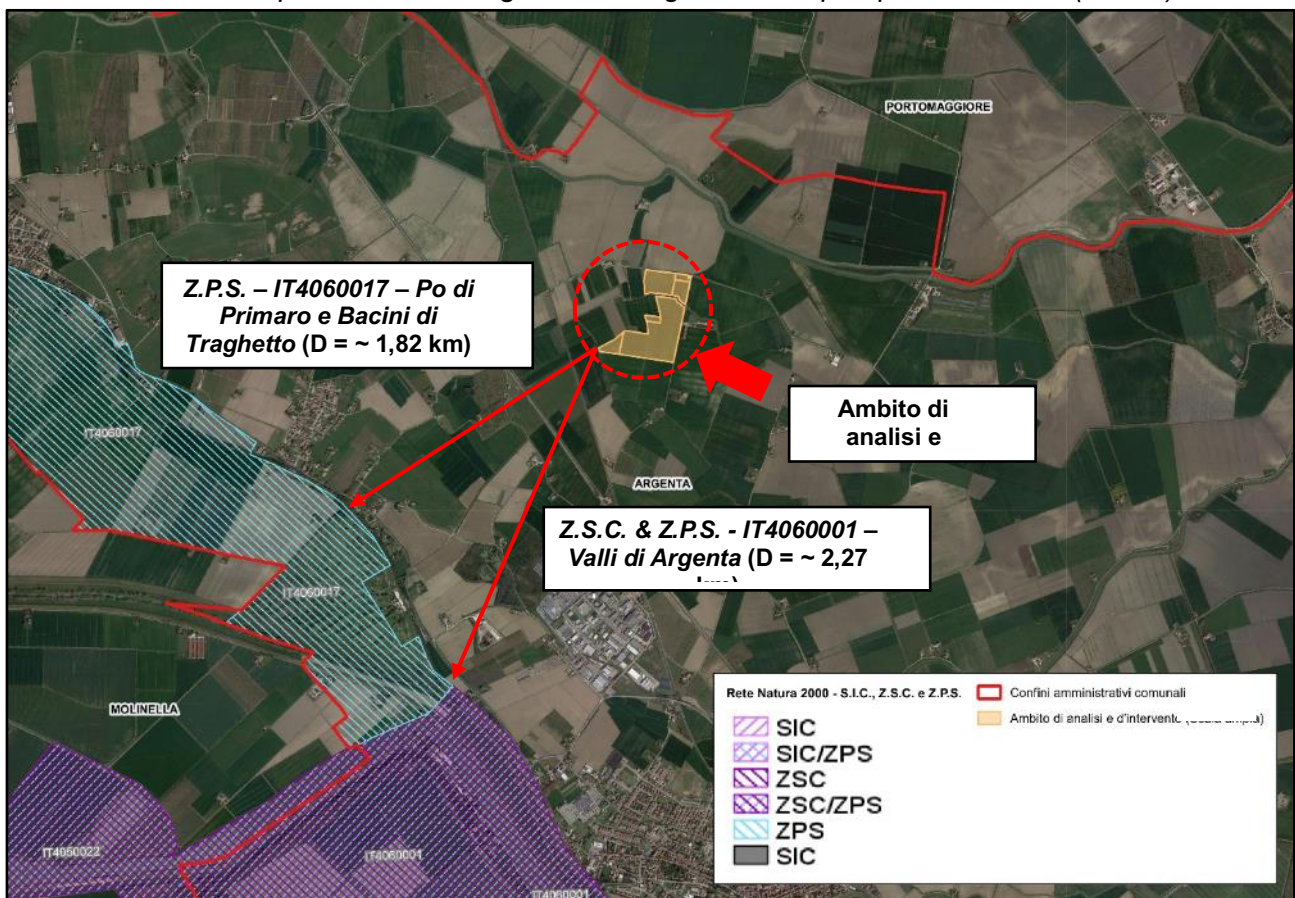 PORTOMAGGIORE
Z.P.S. – IT4060017 – Po di
Primaro e Bacini di
Traghetto (D = ~ 1,82 km)
Ambito di
analisi e
IT4060017
ARGENTA
Z.S.C. & Z.P.S. - IT4060001 –
Valli di Argenta (D = ~ 2,27
IT4060017
MOLINELLA
IT4050022
IT4060001
IT4060001
Rete Natura 2000 - S.I.C., Z.S.C. e Z.P.S.
SIC
SIC/ZPS
ZSC
ZSC/ZPS
ZPS
SIC
Confini amministrativi comunali
Ambito di analisi e d'intervento